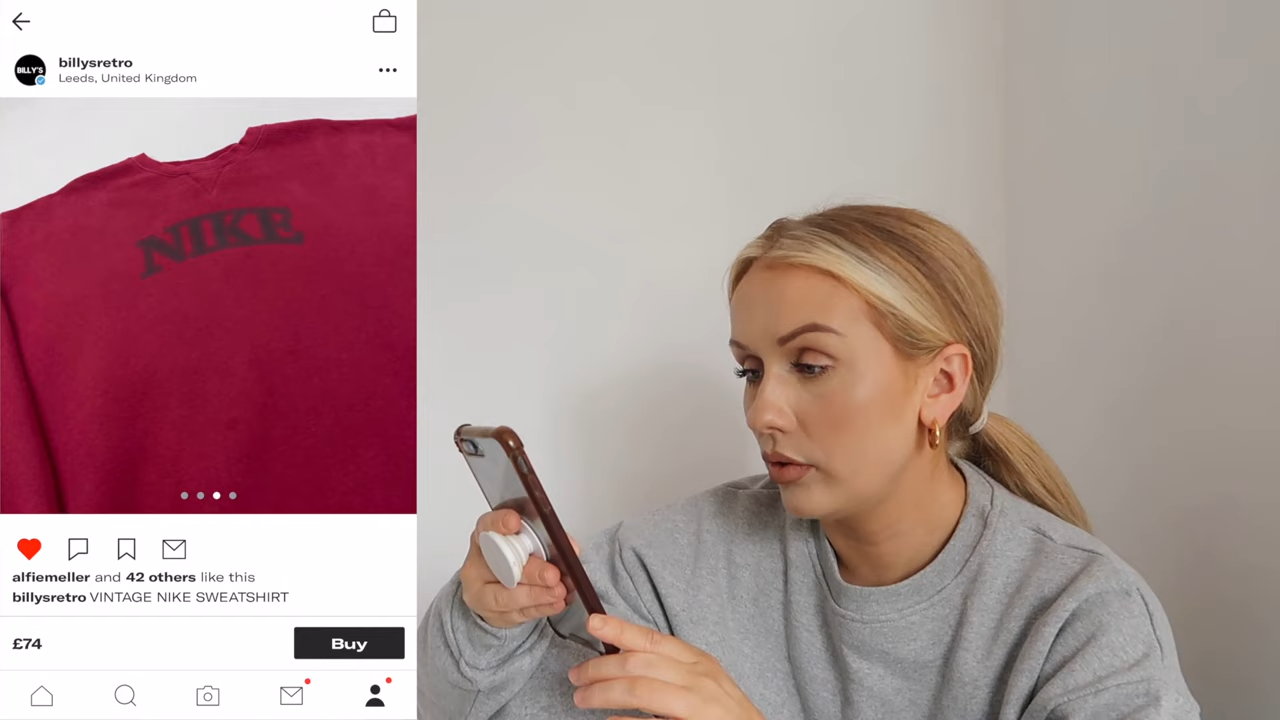 billysretro
BILLY'S
Leeds, United Kingdom
NIKE
alfiemeller and 42 others like this
billysretro VINTAGE NIKE SWEATSHIRT
£74
Buy